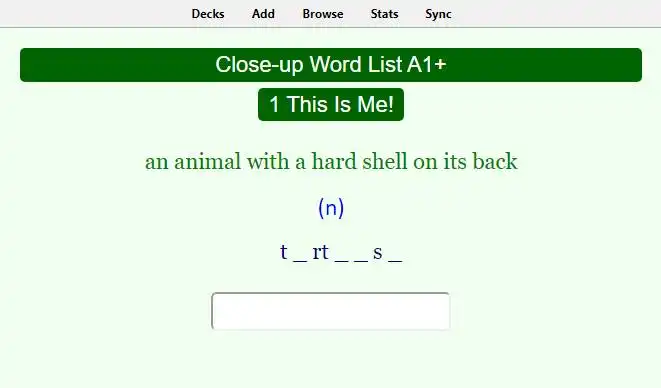 Decks Add Browse Stats Sync
Close-up Word List A1+
1 This Is Me!
an animal with a hard shell on its back
(n)
t _ rt _ _ s _